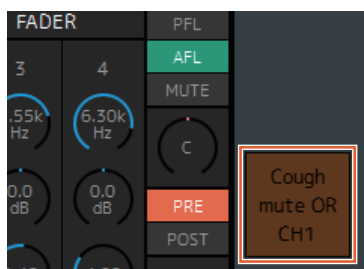 FADER
PFL
3
4
AFL
MUTE
.55k
Hz
6.30k
Hz
C
0.0
dB
0.0
dB
PRE
POST
Cough
mute OR
CH1